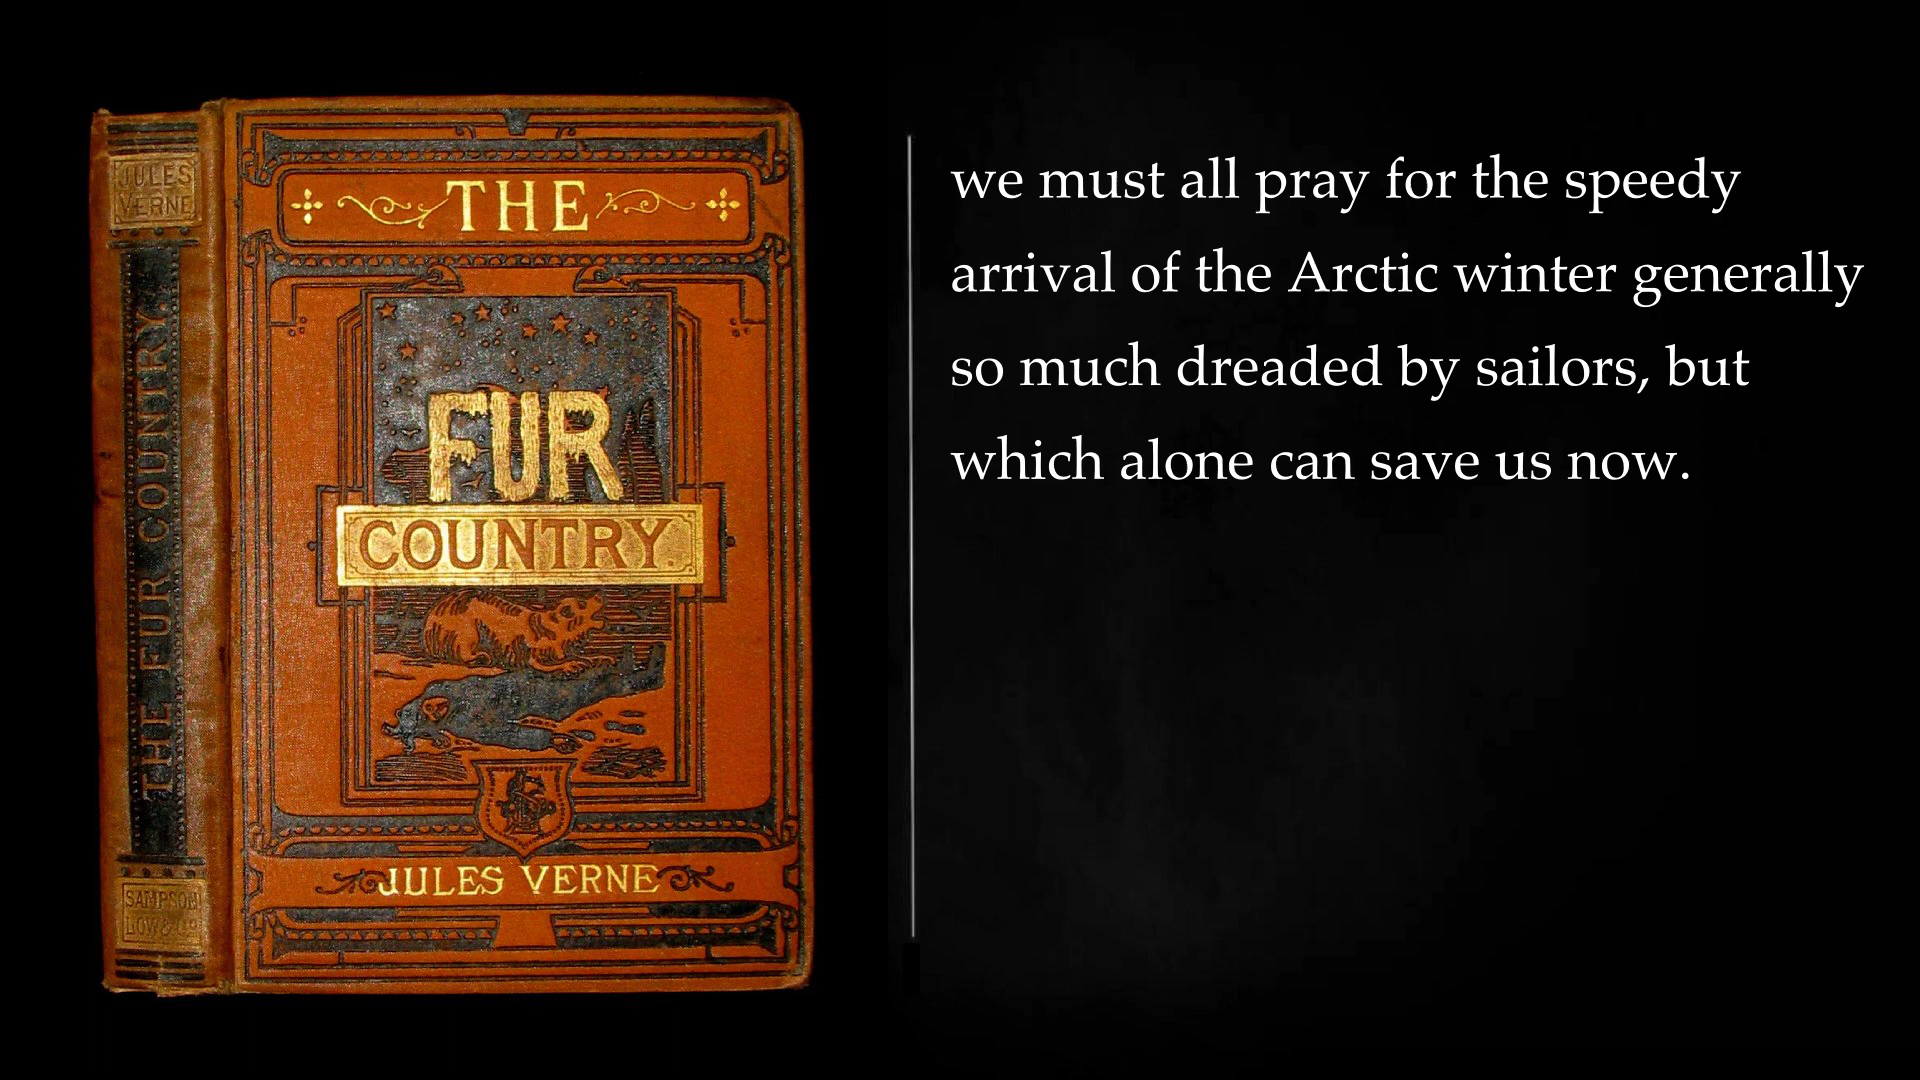 JULES
VERNE
THE FUR COUNTRY.
SAMPSON
LOW & Co
THE
FUR
COUNTRY.
JULES VERNE
we must all pray for the speedy
arrival of the Arctic winter generally
so much dreaded by sailors, but
which alone can save us now.